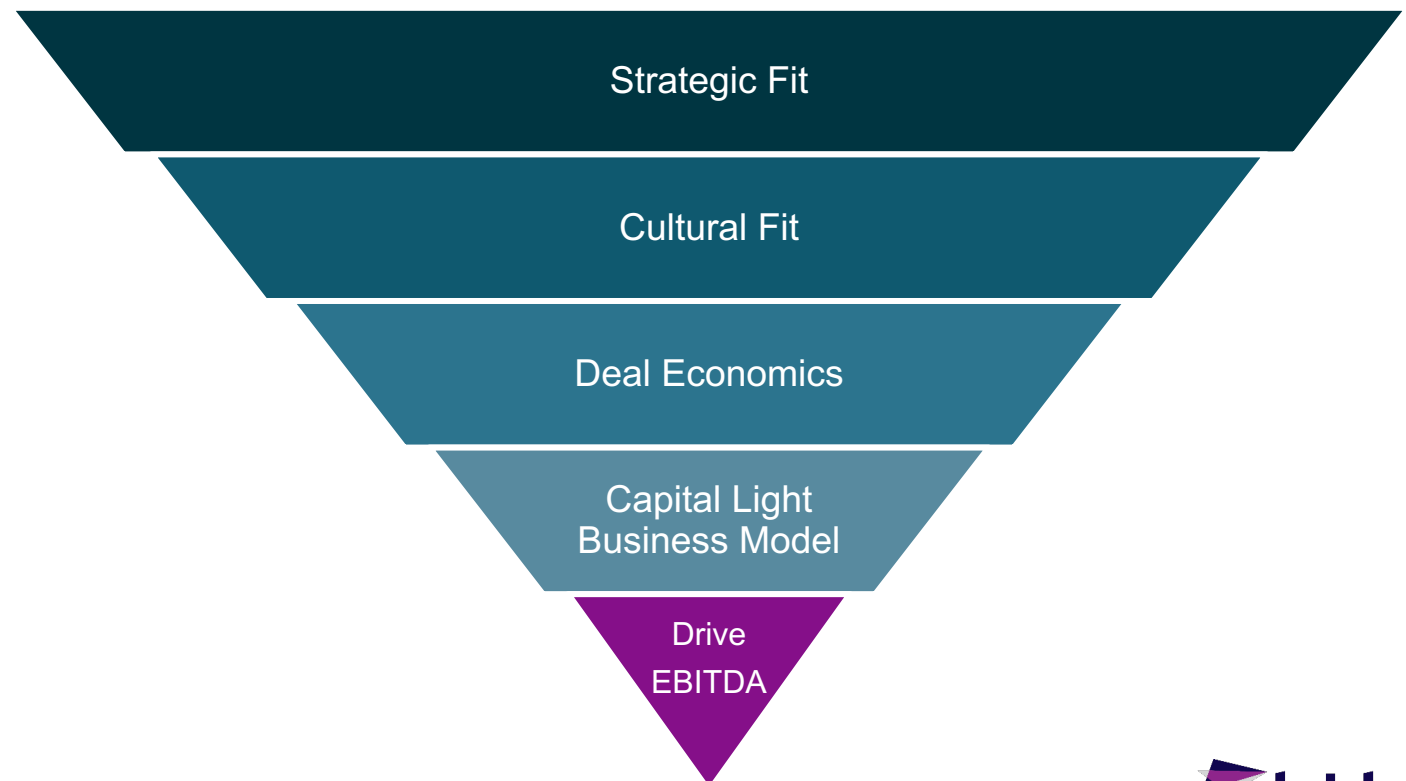 Strategic Fit
Cultural Fit
Deal Economics
Capital Light
Business Model
Drive
EBITDA